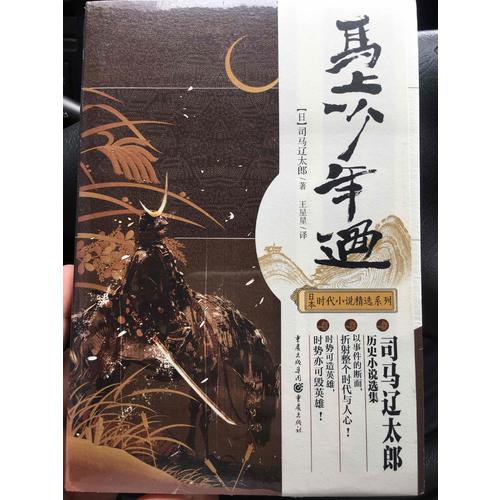 馬上少年過
【日】司马辽太郎 著
王星星 译
日本时代小说精选系列
司马辽太郎
历史小说选集
以事件的断面，
折射整个时代与人心！
时势可造英雄，
时势亦可毁英雄！
重庆出版集团 重庆出版社